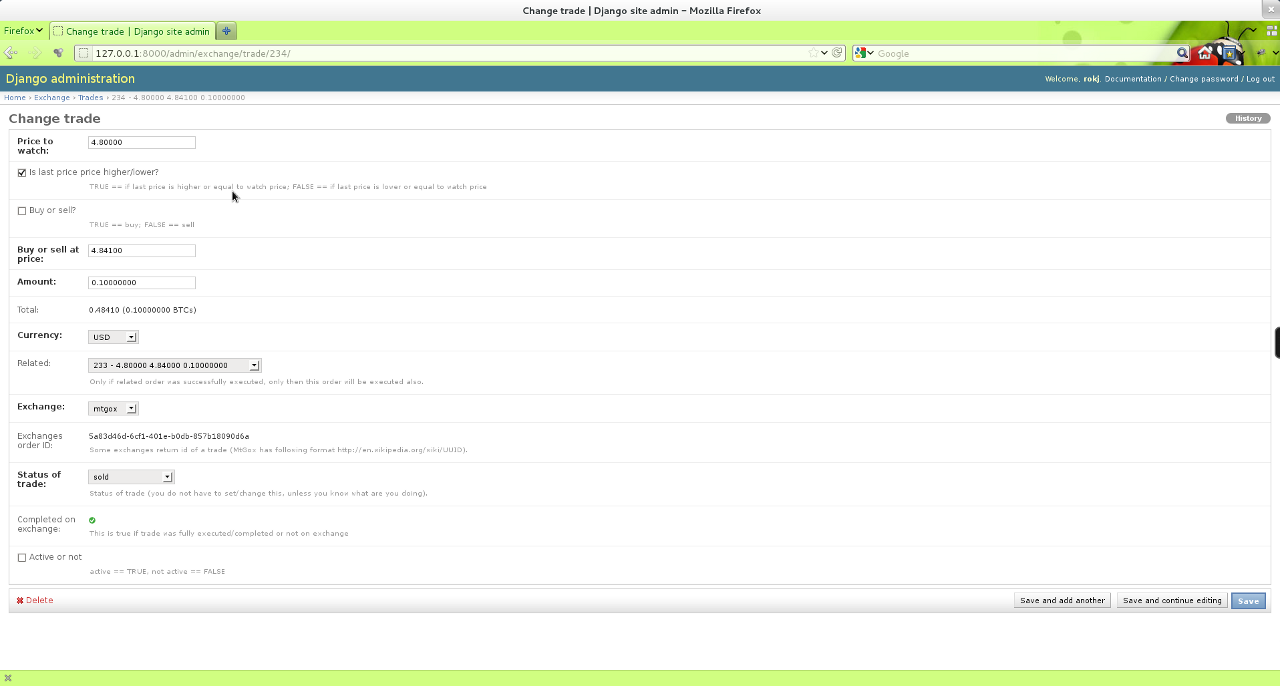 Change trade | Django site admin - Mozilla Firefox
Firefox
Change trade | Django site admin
127.0.0.1:8000/admin/exchange/trade/234/
Google
Django administration
Welcome, rokj. Documentation / Change password / Log out
Home › Exchange › Trades › 234 - 4.80000 4.84100 0.10000000
Change trade
History
Price to
watch:
4.80000
Is last price price higher/lower?
TRUE == if last price is higher or equal to watch price; FALSE == if last price is lower or equal to watch price
Buy or sell?
TRUE == buy; FALSE == sell
Buy or sell at
price:
4.84100
Amount:
0.10000000
Total:
0.48410 (0.10000000 BTCs)
Currency:
USD
Related:
233 - 4.80000 4.84000 0.10000000
Only if related order was successfully executed, only then this order will be executed also.
Exchange:
mtgox
Exchanges
order ID:
5a83d46d-6cf1-401e-b0db-857b18090d6a
Some exchanges return id of a trade (MtGox has following format http://en.wikipedia.org/wiki/UUID).
Status of
trade:
sold
Status of trade (you do not have to set/change this, unless you know what are you doing).
Completed on
exchange:
This is true if trade was fully executed/completed or not on exchange
Active or not
active == TRUE, not active == FALSE
Delete
Save and add another
Save and continue editing
Save